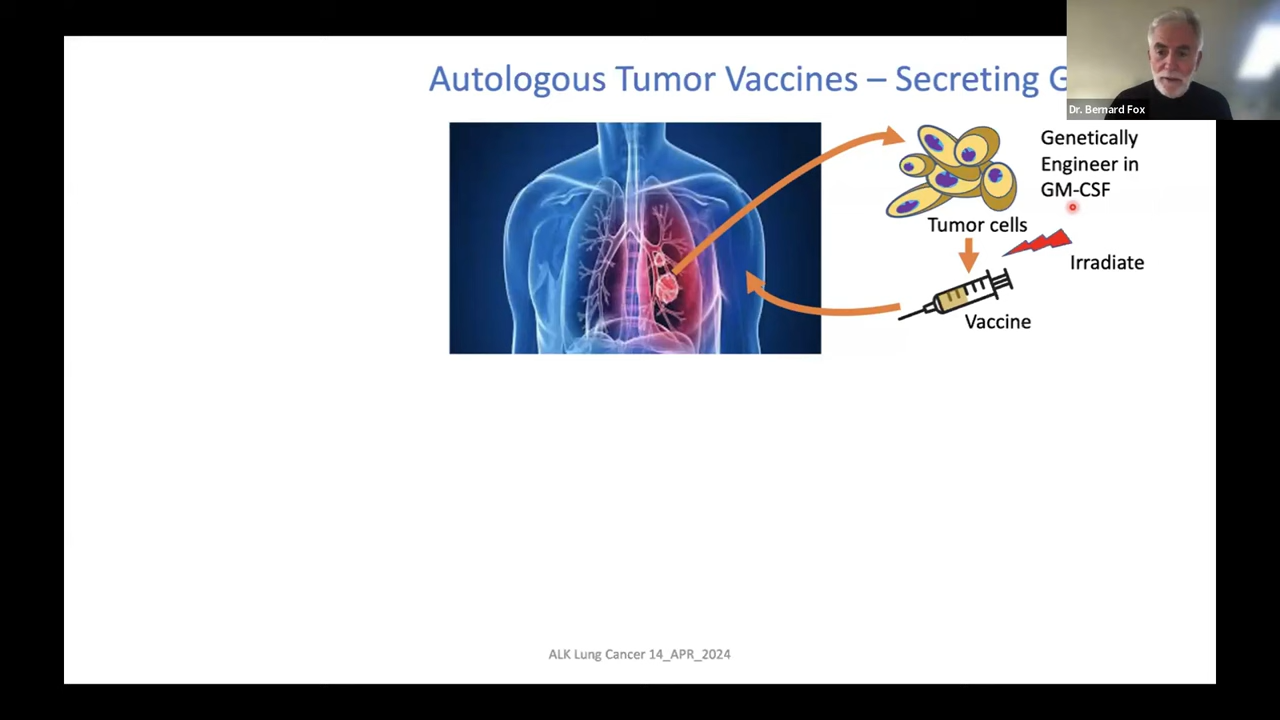 Autologous Tumor Vaccines – Secreting G
Dr. Bernard Fox
Genetically
Engineer in
GM-CSF
Tumor cells
Irradiate
Vaccine
ALK Lung Cancer 14_APR_2024